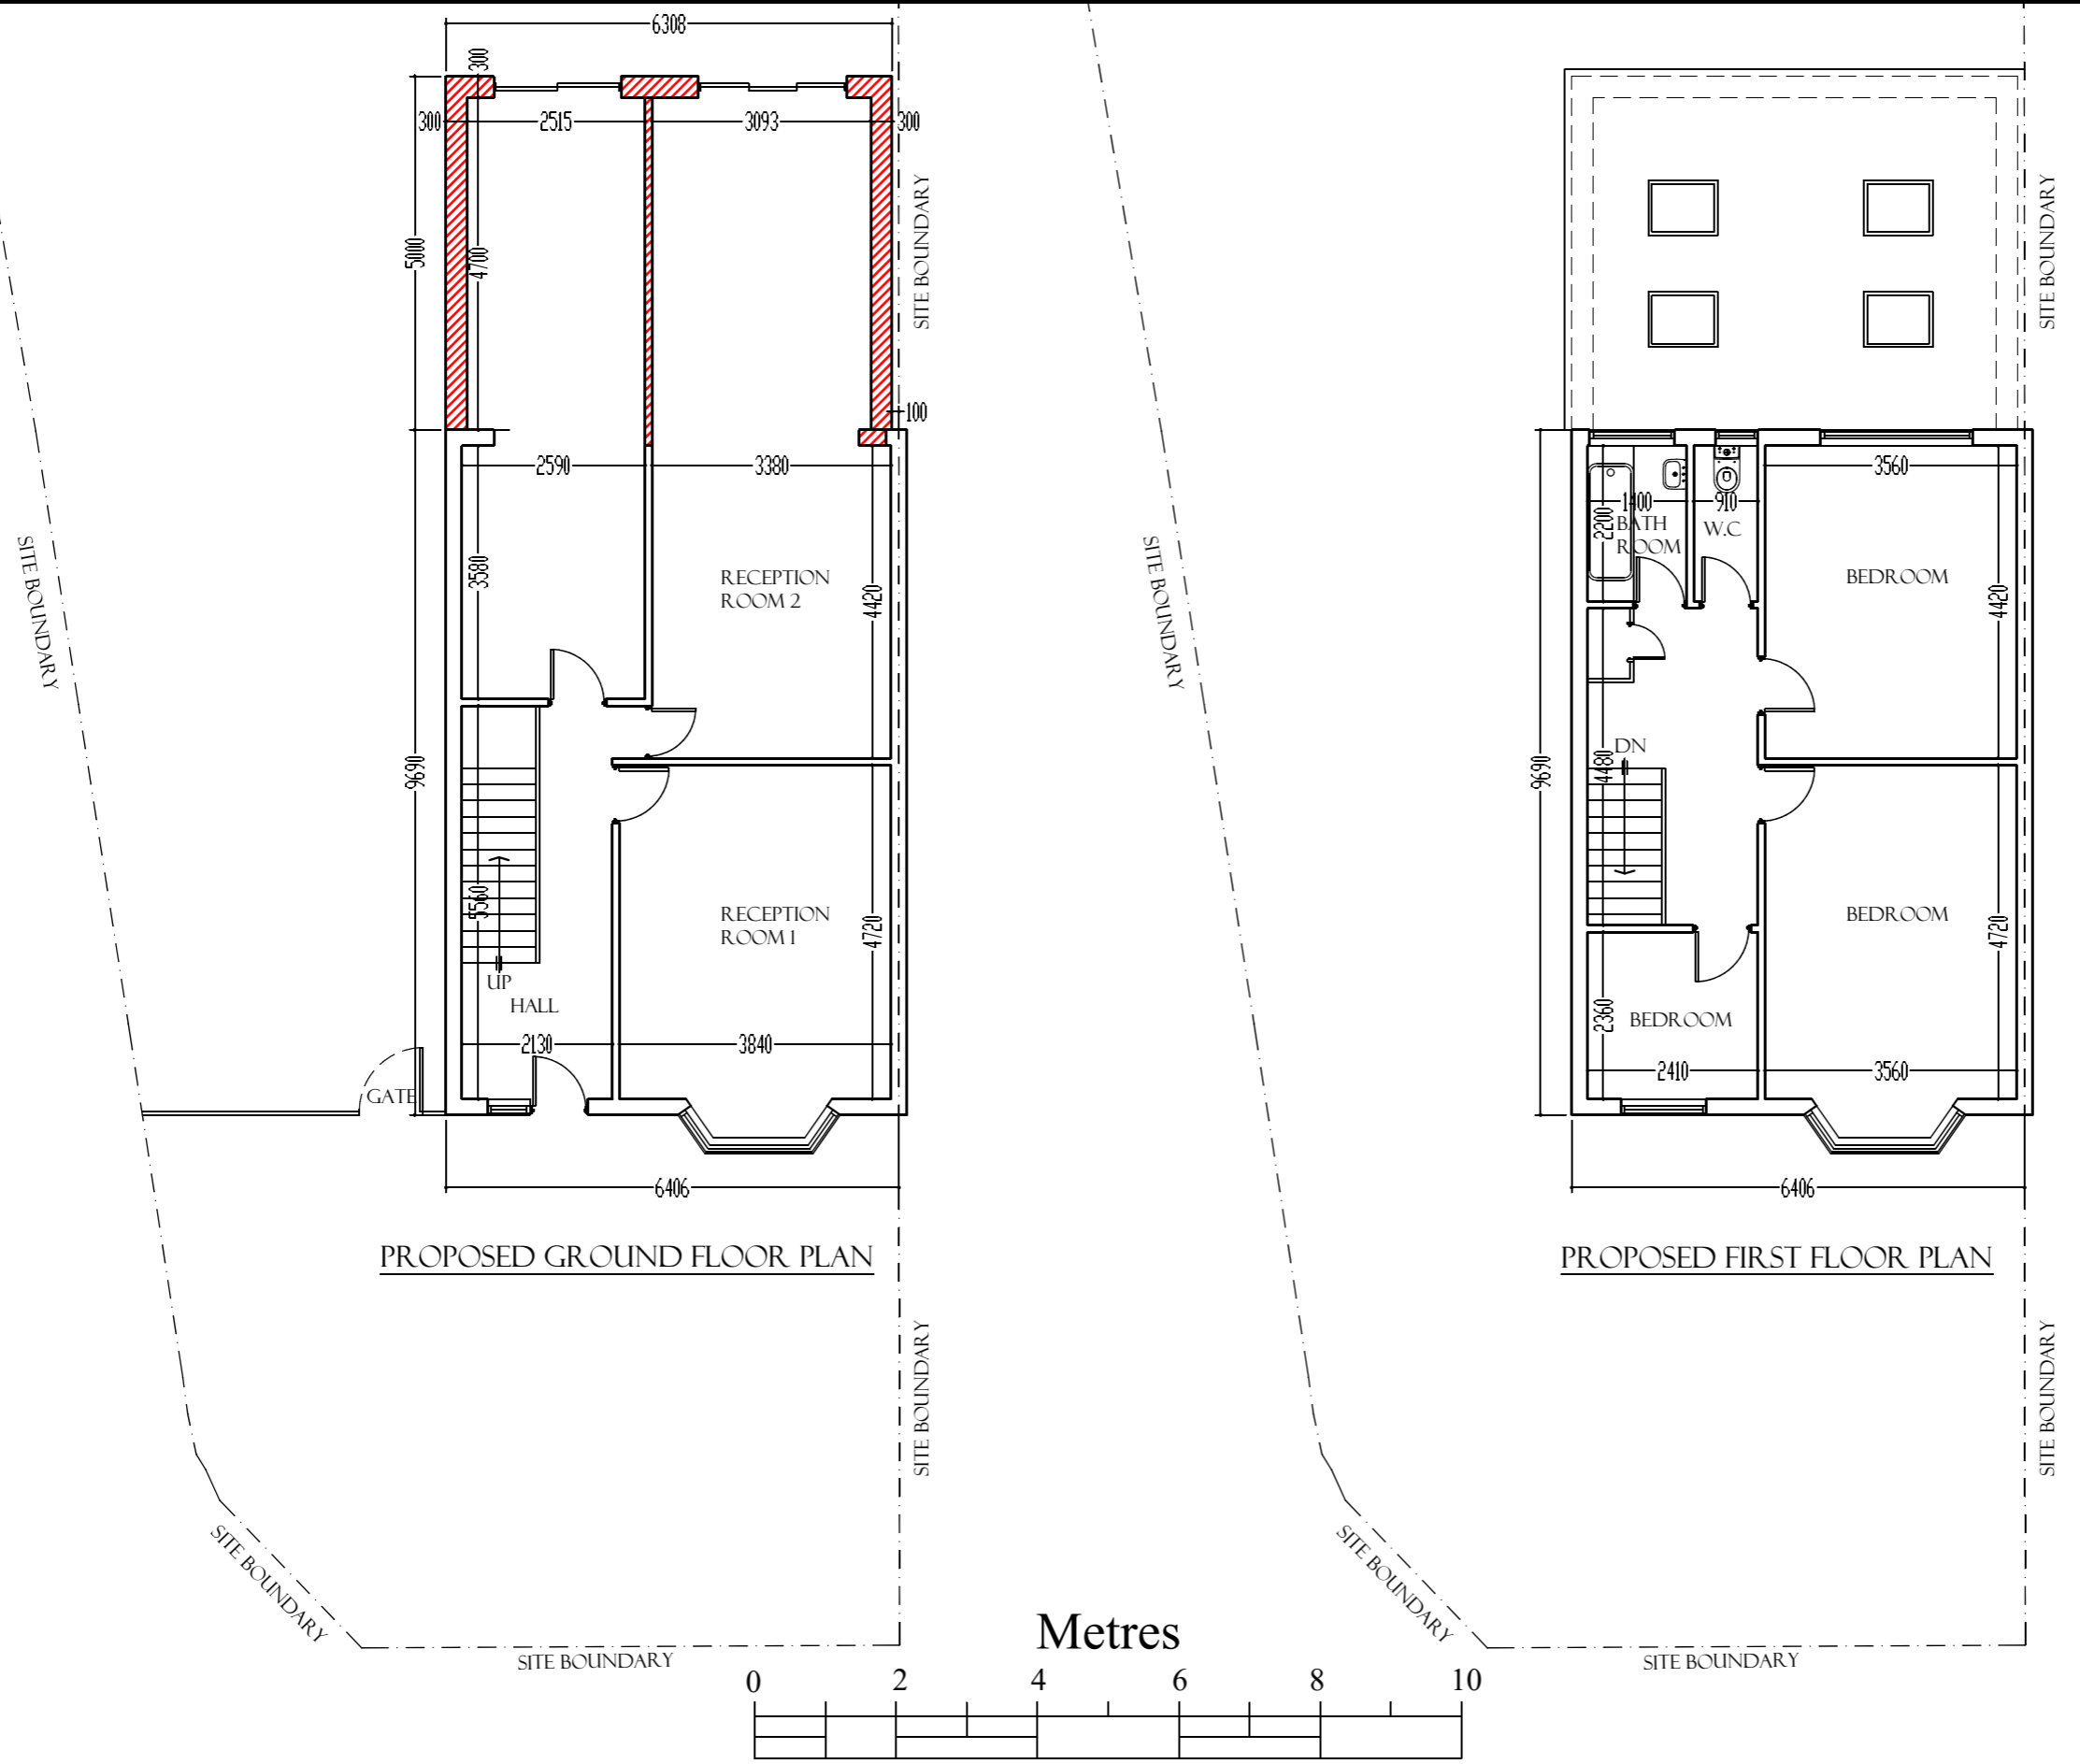 6308
300
300
2515
3093
300
5000
4700
SITE BOUNDARY
100
2590
3380
3580
RECEPTION
ROOM 2
4420
SITE BOUNDARY
9690
5560
RECEPTION
ROOM 1
4720
UP
HALL
2130
3840
GATE
6406
PROPOSED GROUND FLOOR PLAN
SITE BOUNDARY
SITE BOUNDARY
SITE BOUNDARY
SITE BOUNDARY
SITE BOUNDARY
3560
1400
910
2200
BATH
ROOM
W.C
BEDROOM
4420
DN
4480
9690
BEDROOM
4720
2360
BEDROOM
2410
3560
6406
PROPOSED FIRST FLOOR PLAN
SITE BOUNDARY
SITE BOUNDARY
SITE BOUNDARY
Metres
0 2 4 6 8 10